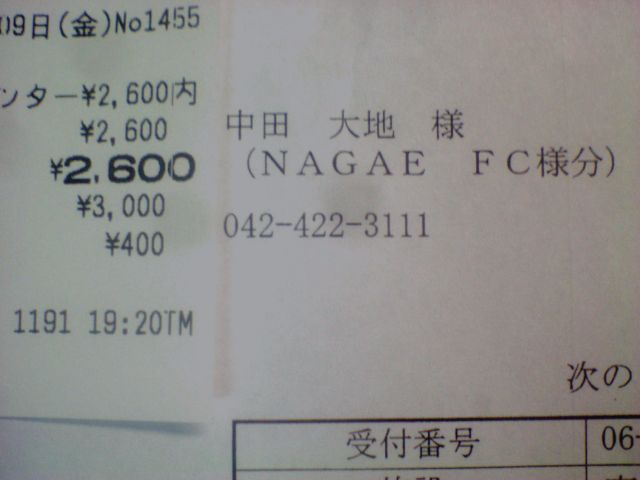 09日(金)No1455
ンター¥2,600内
¥2,600
¥2,600
¥3,000
¥400
1191 19:20TM
中田 大地 様
(NAGAE FC様分)
042-422-3111
次の
受付番号 06-